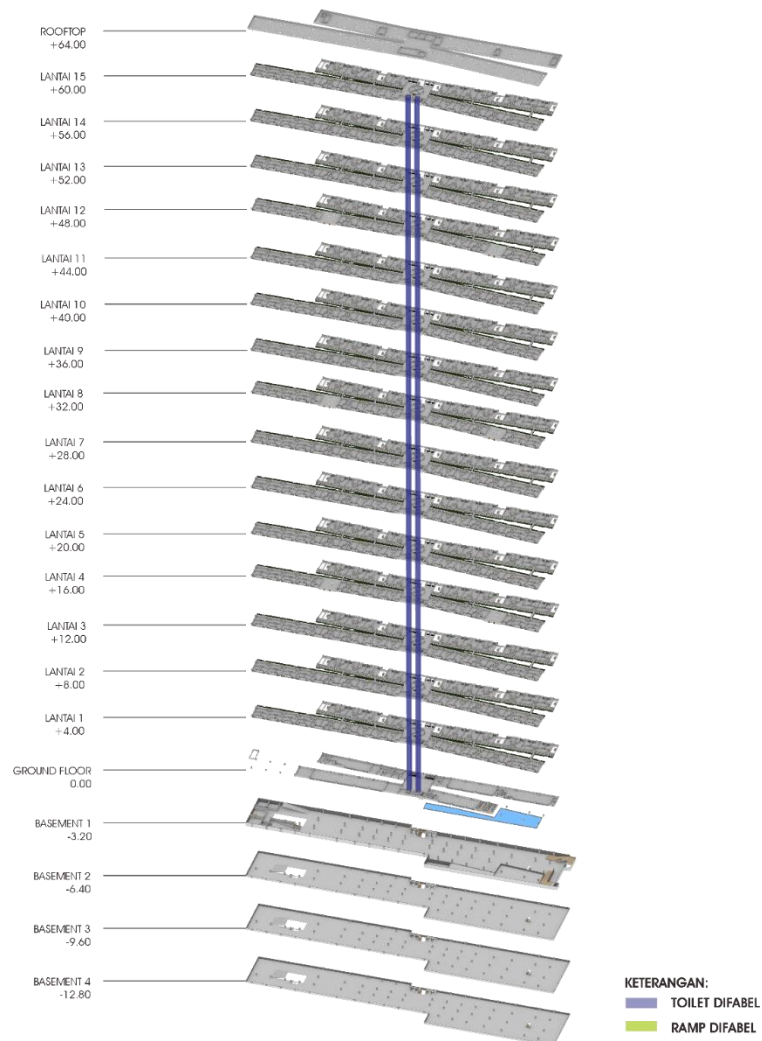 ROOFTOP
+64.00
LANTAI 15
+60.00
LANTAI 14
+56.00
LANTAI 13
+52.00
LANTAI 12
+48.00
LANTAI 11
+44.00
LANTAI 10
+40.00
LANTAI 9
+36.00
LANTAI 8
+32.00
LANTAI 7
+28.00
LANTAI 6
+24.00
LANTAI 5
+20.00
LANTAI 4
+16.00
LANTAI 3
+12.00
LANTAI 2
+8.00
LANTAI 1
+4.00
GROUND FLOOR
0.00
BASEMENT 1
-3.20
BASEMENT 2
-6.40
BASEMENT 3
-9.60
BASEMENT 4
-12.80
KETERANGAN:
TOILET DIFABEL
RAMP DIFABEL